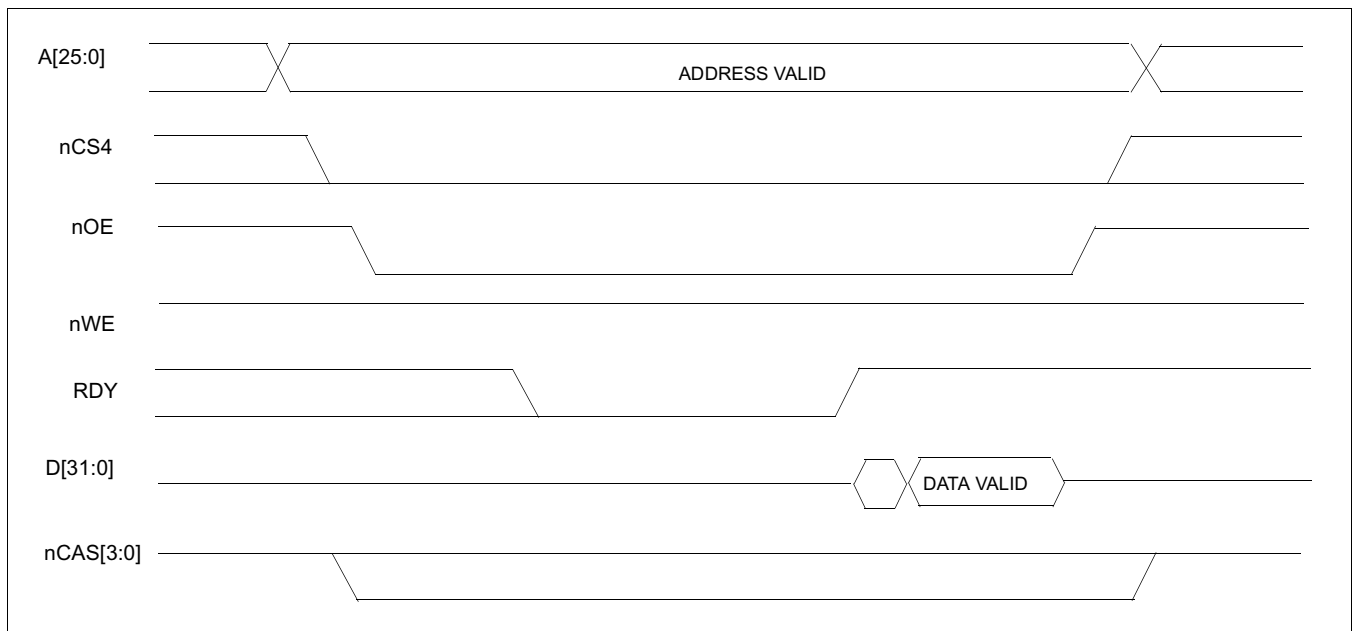 A[25:0]
ADDRESS VALID
nCS4
nOE
nWE
RDY
D[31:0]
DATA VALID
nCAS[3:0]